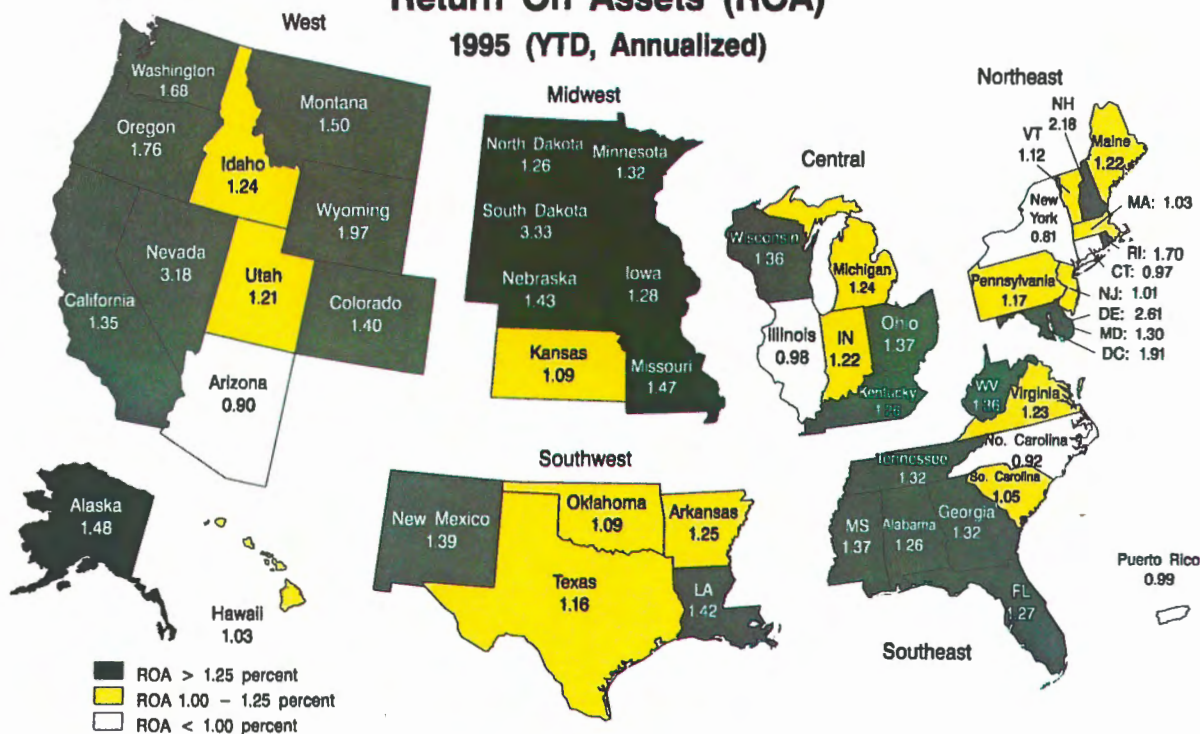 Return On Assets (ROA)
1995 (YTD, Annualized)
West
Washington
1.68
Montana
1.50
Oregon
1.76
Idaho
1.24
Wyoming
1.97
Nevada
3.18
Utah
1.21
California
1.35
Colorado
1.40
Arizona
0.90
Alaska
1.48
Hawaii
1.03
Midwest
North Dakota
1.26
Minnesota
1.32
South Dakota
3.33
Nebraska
1.43
Iowa
1.28
Kansas
1.09
Missouri
1.47
Central
Wisconsin
1.36
Michigan
1.24
Illinois
0.98
IN
1.22
Ohio
1.37
Kentucky
Northeast
NH
2.18
VT
1.12
Maine
1.22
New
York
0.81
MA: 1.03
RI: 1.70
CT: 0.97
Pennsylvania
1.17
NJ: 1.01
DE: 2.61
MD: 1.30
DC: 1.91
Southwest
New Mexico
1.39
Oklahoma
1.09
Arkansas
1.25
Texas
1.16
LA
1.42
WV
1.36
Virginia
1.23
No. Carolina
0.92
Tennessee
1.32
So. Carolina
1.05
MS
1.37
Alabama
1.26
Georgia
1.32
FL
1.27
Southeast
Puerto Rico
0.99
ROA > 1.25 percent
ROA 1.00 – 1.25 percent
ROA < 1.00 percent